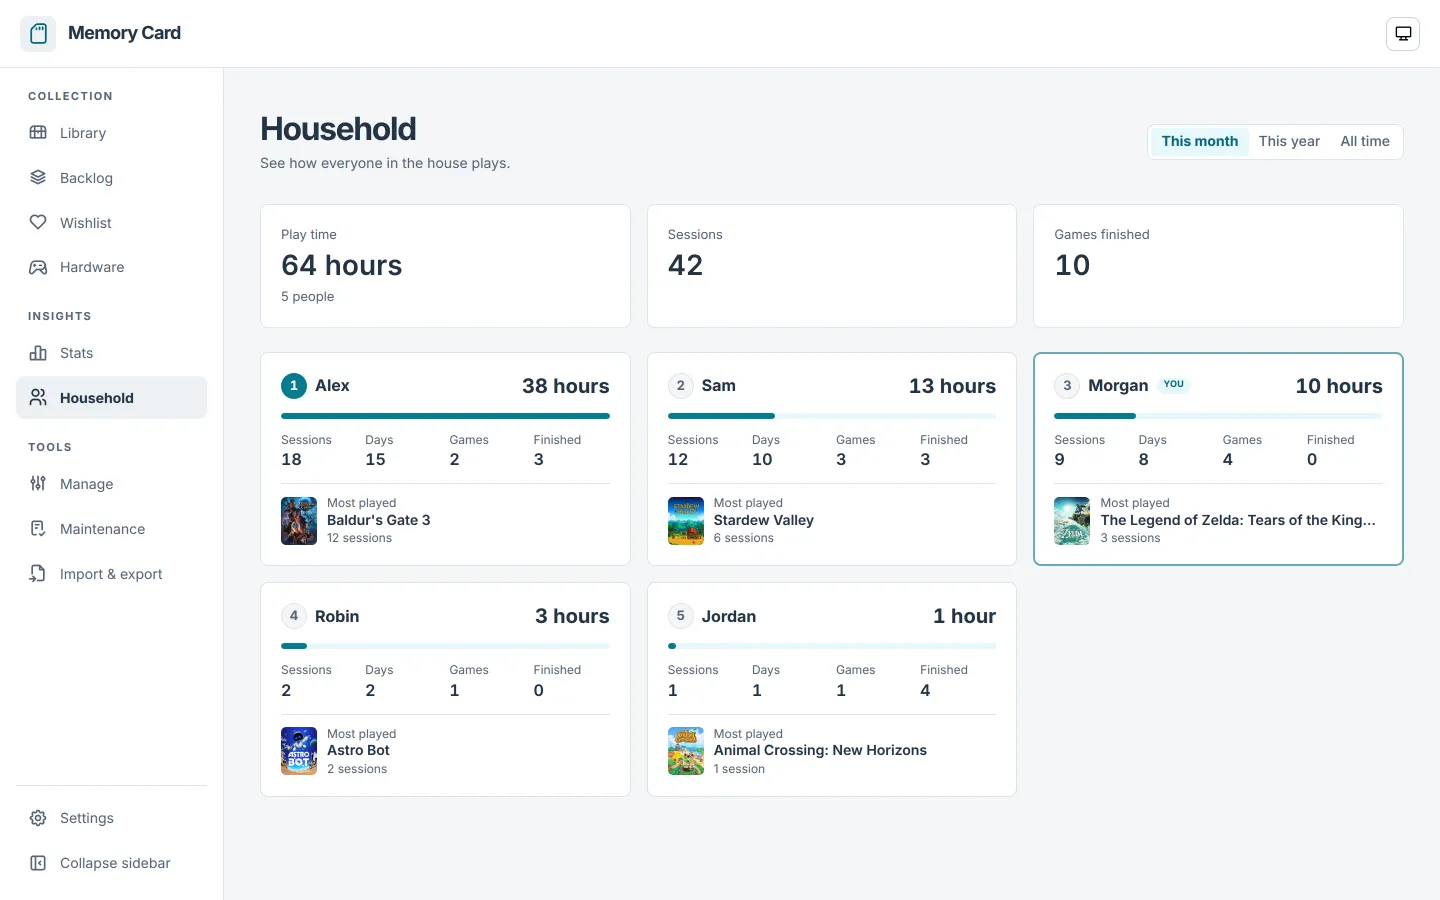 Memory Card
COLLECTION
Library
Backlog
Wishlist
Hardware
INSIGHTS
Stats
Household
TOOLS
Manage
Maintenance
Import & export
Settings
Collapse sidebar
Household
See how everyone in the house plays.
This month This year All time
Play time
64 hours
5 people
Sessions
42
Games finished
10
1 Alex 38 hours
Sessions Days Games Finished
18 15 2 3
Most played
Baldur's Gate 3
12 sessions
2 Sam 13 hours
Sessions Days Games Finished
12 10 3 3
STARDEW
VALLEY
Most played
Stardew Valley
6 sessions
3 Morgan YOU 10 hours
Sessions Days Games Finished
9 8 4 0
ZELDA
Most played
The Legend of Zelda: Tears of the King...
3 sessions
4 Robin 3 hours
Sessions Days Games Finished
2 2 1 0
ASTRO
BOT
Most played
Astro Bot
2 sessions
5 Jordan 1 hour
Sessions Days Games Finished
1 1 1 4
Most played
Animal Crossing: New Horizons
1 session